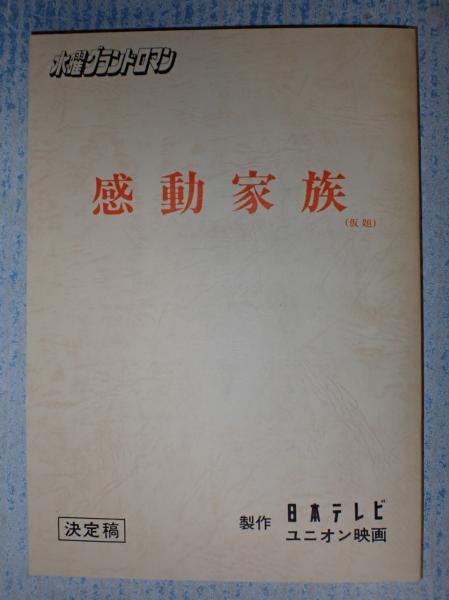 水曜グランドロマン
感動家族
(仮題)
決定稿
製作 日本テレビ
ユニオン映画